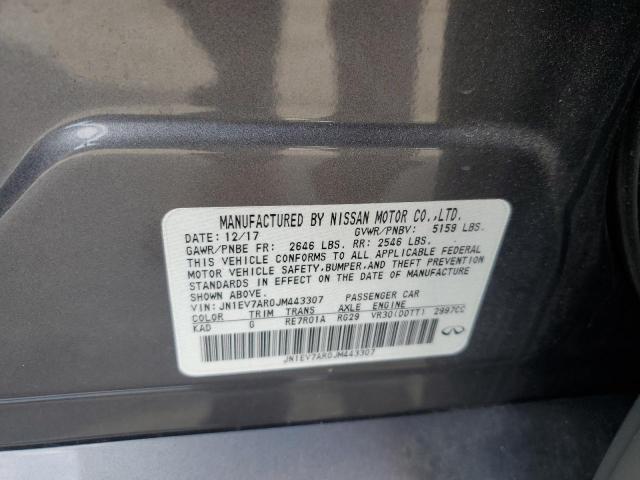 MANUFACTURED BY NISSAN MOTOR CO.,LTD.
DATE: 12/17 GVWR/PNBV: 5159 LBS.
GAWR/PNBE FR: 2646 LBS. RR: 2546 LBS.
THIS VEHICLE CONFORMS TO ALL APPLICABLE FEDERAL
MOTOR VEHICLE SAFETY,BUMPER,AND THEFT PREVENTION
STANDARDS IN EFFECT ON THE DATE OF MANUFACTURE
SHOWN ABOVE.
VIN: JN1EV7AR0JM443307 PASSENGER CAR
COLOR TRIM TRANS AXLE ENGINE
KAD G RE7R01A RG29 VR30(DDTT) 2997CC
JN1EV7AR0JM443307
INFINITI